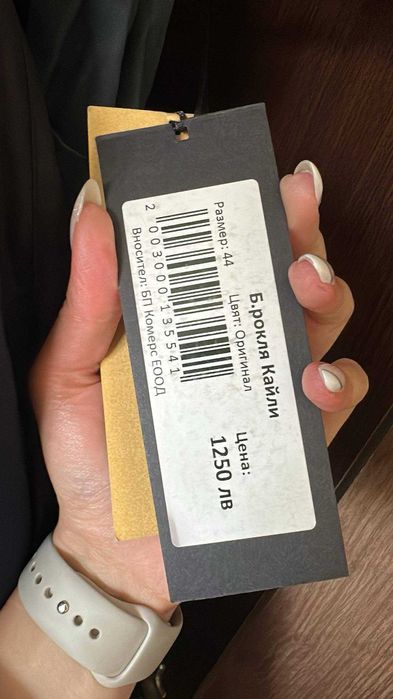 Б.рокля Кайли
Размер: 44
Цвят: Оригинал
Цена:
1250 лв
2 003000 135541
Вносител: БП Комерс ЕООД